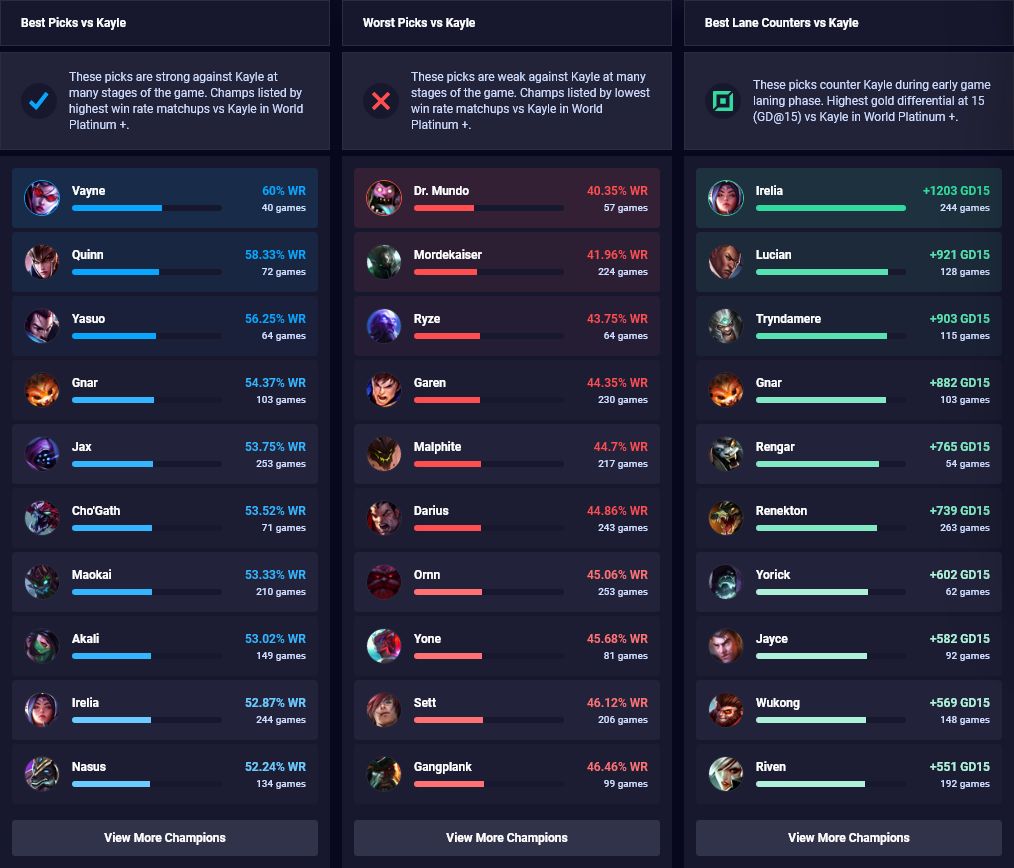 Best Picks vs Kayle
These picks are strong against Kayle at
many stages of the game. Champs listed by
highest win rate matchups vs Kayle in World
Platinum +.
Vayne
60% WR
40 games
Quinn
58.33% WR
72 games
Yasuo
56.25% WR
64 games
Gnar
54.37% WR
103 games
Jax
53.75% WR
253 games
Cho'Gath
53.52% WR
71 games
Maokai
53.33% WR
210 games
Akali
53.02% WR
149 games
Irelia
52.87% WR
244 games
Nasus
52.24% WR
134 games
View More Champions
Worst Picks vs Kayle
These picks are weak against Kayle at many
stages of the game. Champs listed by lowest
win rate matchups vs Kayle in World
Platinum +.
Dr. Mundo
40.35% WR
57 games
Mordekaiser
41.96% WR
224 games
Ryze
43.75% WR
64 games
Garen
44.35% WR
230 games
Malphite
44.7% WR
217 games
Darius
44.86% WR
243 games
Ornn
45.06% WR
253 games
Yone
45.68% WR
81 games
Sett
46.12% WR
206 games
Gangplank
46.46% WR
99 games
View More Champions
Best Lane Counters vs Kayle
These picks counter Kayle during early game
laning phase. Highest gold differential at 15
(GD@15) vs Kayle in World Platinum +.
Irelia
+1203 GD15
244 games
Lucian
+921 GD15
128 games
Tryndamere
+903 GD15
115 games
Gnar
+882 GD15
103 games
Rengar
+765 GD15
54 games
Renekton
+739 GD15
263 games
Yorick
+602 GD15
62 games
Jayce
+582 GD15
92 games
Wukong
+569 GD15
148 games
Riven
+551 GD15
192 games
View More Champions